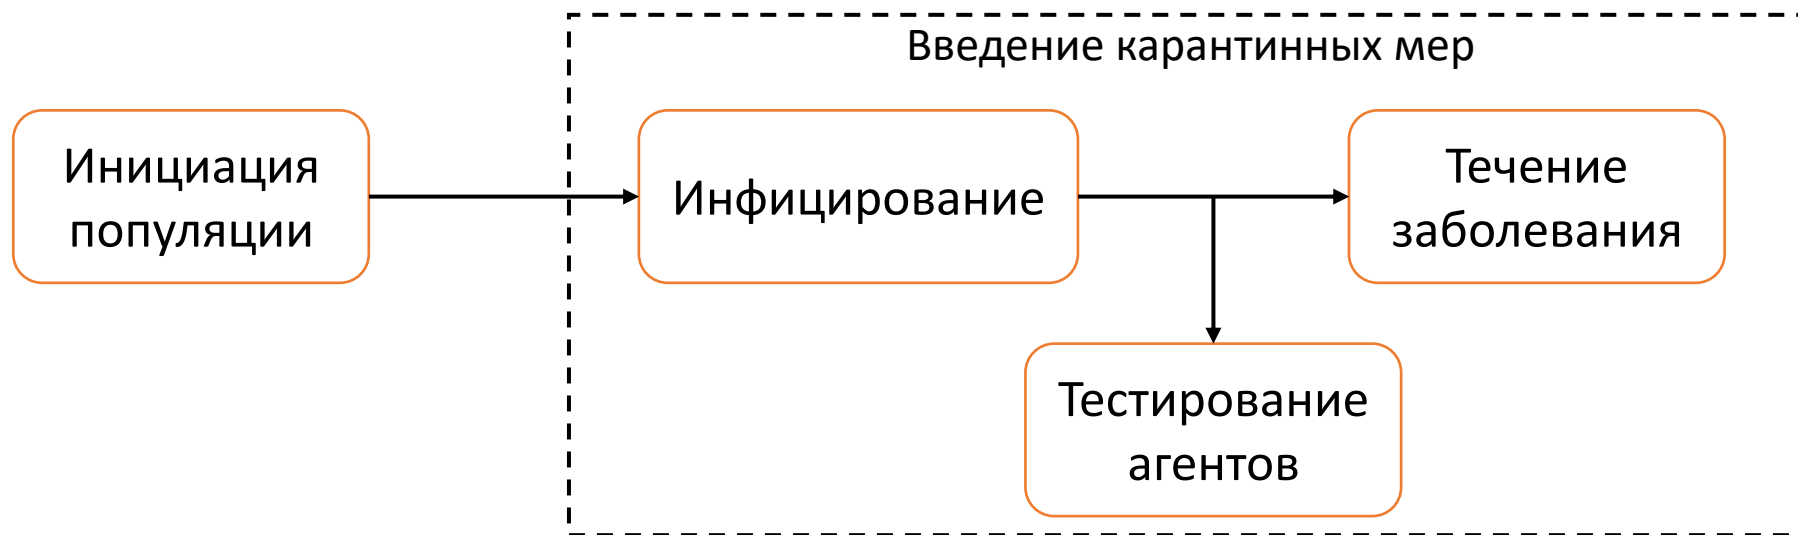 Введение карантинных мер
Инициация
популяции
Инфицирование
Течение
заболевания
Тестирование
агентов